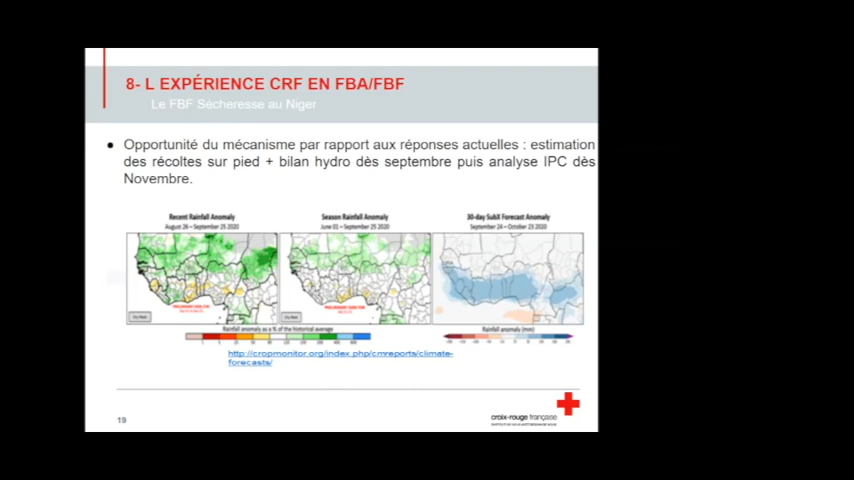 8- L EXPÉRIENCE CRF EN FBA/FBF
Le FBF Sécheresse au Niger
● Opportunité du mécanisme par rapport aux réponses actuelles : estimation
des récoltes sur pied + bilan hydro dès septembre puis analyse IPC dès
Novembre.
Recent Rainfall Anomaly
August 26 – September 25 2020
Season Rainfall Anomaly
June 01 – September 25 2020
30-day SubX Forecast Anomaly
September 24 – October 23 2020
Rainfall anomaly as a % of the historical average
Rainfall anomaly (mm)
http://cropmonitor.org/index.php/cmreports/climate-
forecasts/
croix-rouge française
19